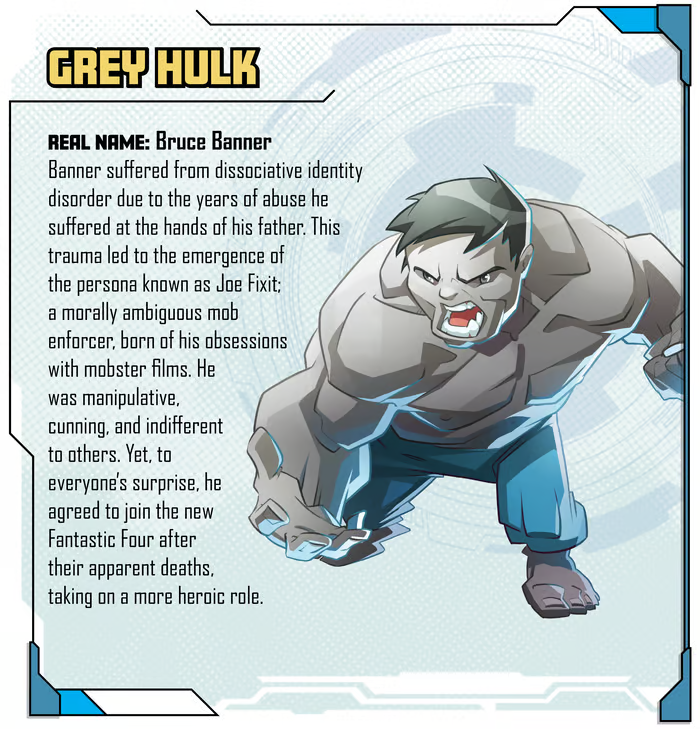 GREY HULK
REAL NAME: Bruce Banner
Banner suffered from dissociative identity
disorder due to the years of abuse he
suffered at the hands of his father. This
trauma led to the emergence of
the persona known as Joe Fixit;
a morally ambiguous mob
enforcer, born of his obsessions
with mobster films. He
was manipulative,
cunning, and indifferent
to others. Yet, to
everyone's surprise, he
agreed to join the new
Fantastic Four after
their apparent deaths,
taking on a more heroic role.